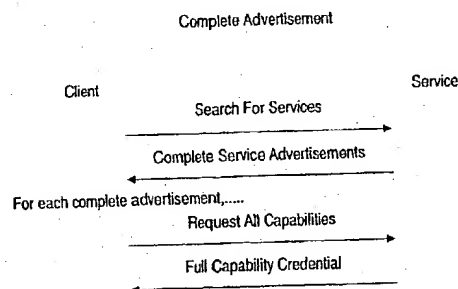 Complete Advertisement
Client
Service
Search For Services
Complete Service Advertisements
For each complete advertisement,.....
Request All Capabilities
Full Capability Credential